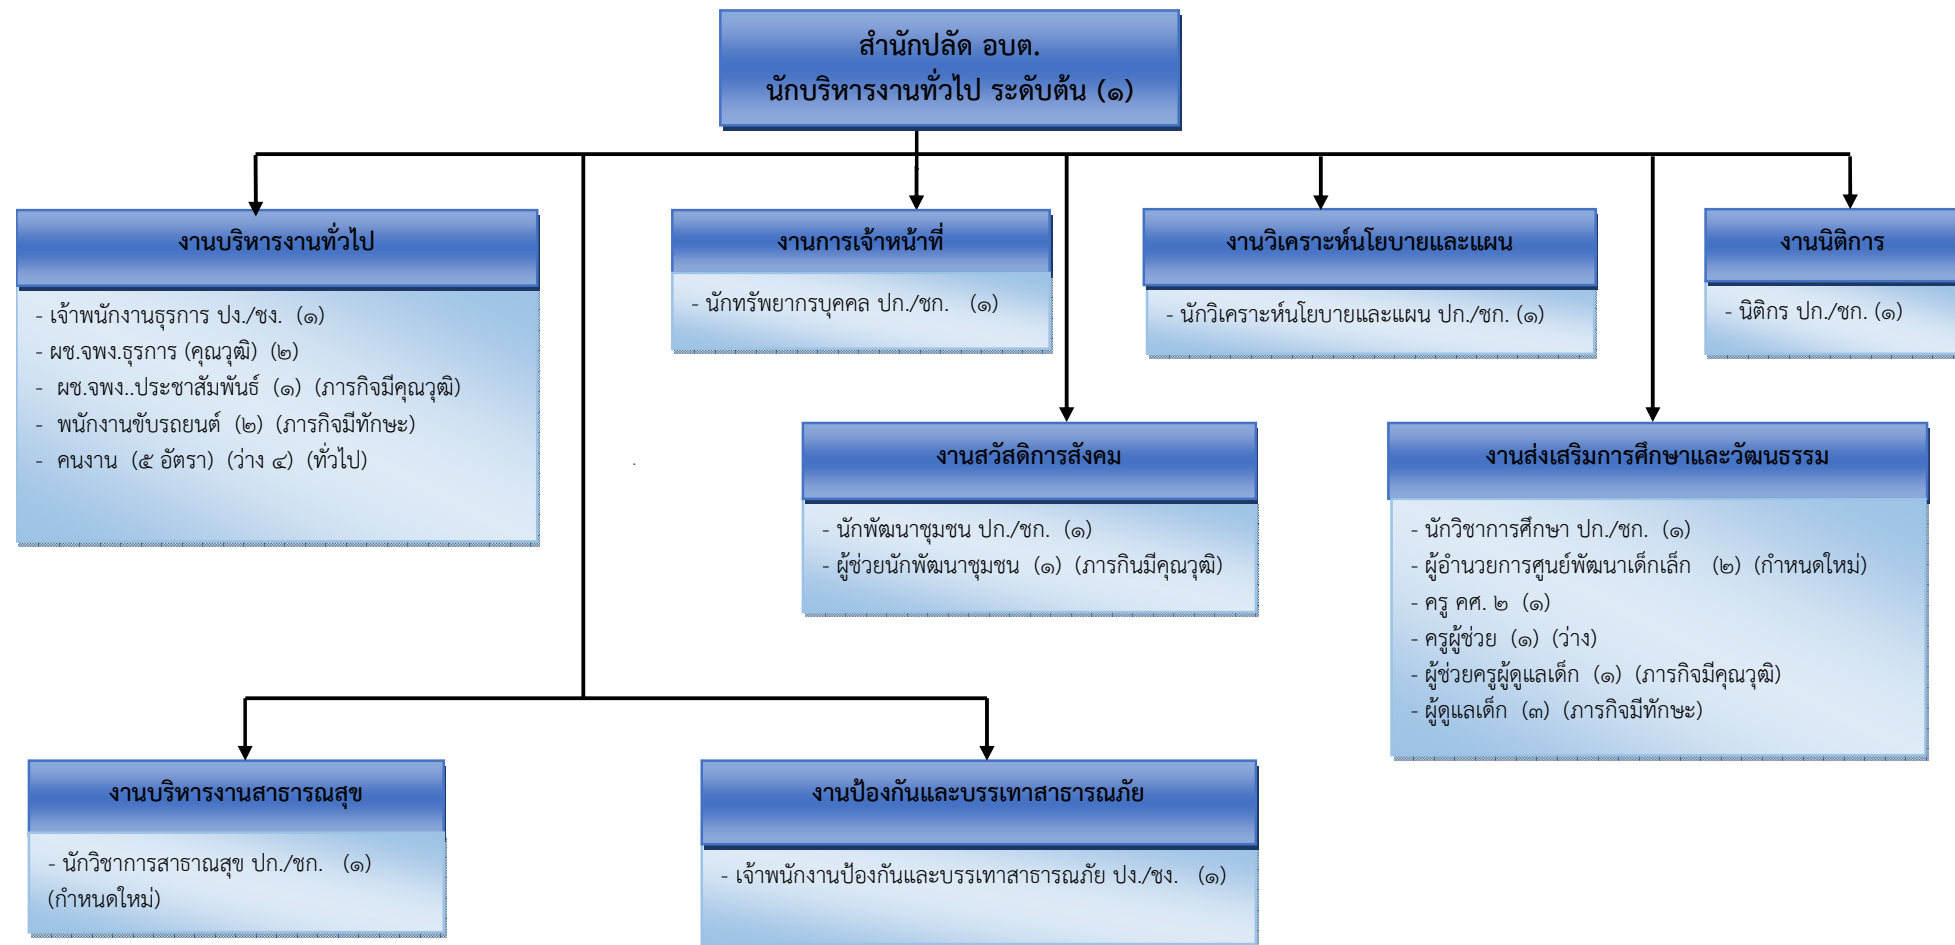 สำนักปลัด อบต.
นักบริหารงานทั่วไป ระดับต้น (๑)
งานบริหารงานทั่วไป
- เจ้าพนักงานธุรการ ปง./ชง. (๑)
- ผช.จพง.ธุรการ (คุณวุฒิ) (๒)
- ผช.จพง..ประชาสัมพันธ์ (๑) (ภารกิจมีคุณวุฒิ)
- พนักงานขับรถยนต์ (๒) (ภารกิจมีทักษะ)
- คนงาน (๕ อัตรา) (ว่าง ๔) (ทั่วไป)
งานการเจ้าหน้าที่
- นักทรัพยากรบุคคล ปก./ชก. (๑)
งานวิเคราะห์นโยบายและแผน
- นักวิเคราะห์นโยบายและแผน ปก./ชก. (๑)
งานนิติการ
- นิติกร ปก./ชก. (๑)
งานสวัสดิการสังคม
- นักพัฒนาชุมชน ปก./ชก. (๑)
- ผู้ช่วยนักพัฒนาชุมชน (๑) (ภารกินมีคุณวุฒิ)
งานส่งเสริมการศึกษาและวัฒนธรรม
- นักวิชาการศึกษา ปก./ชก. (๑)
- ผู้อำนวยการศูนย์พัฒนาเด็กเล็ก (๒) (กำหนดใหม่)
- ครู คศ. ๒ (๑)
- ครูผู้ช่วย (๑) (ว่าง)
- ผู้ช่วยครูผู้ดูแลเด็ก (๑) (ภารกิจมีคุณวุฒิ)
- ผู้ดูแลเด็ก (๓) (ภารกิจมีทักษะ)
งานบริหารงานสาธารณสุข
- นักวิชาการสาธาณสุข ปก./ชก. (๑)
(กำหนดใหม่)
งานป้องกันและบรรเทาสาธารณภัย
- เจ้าพนักงานป้องกันและบรรเทาสาธารณภัย ปง./ชง. (๑)